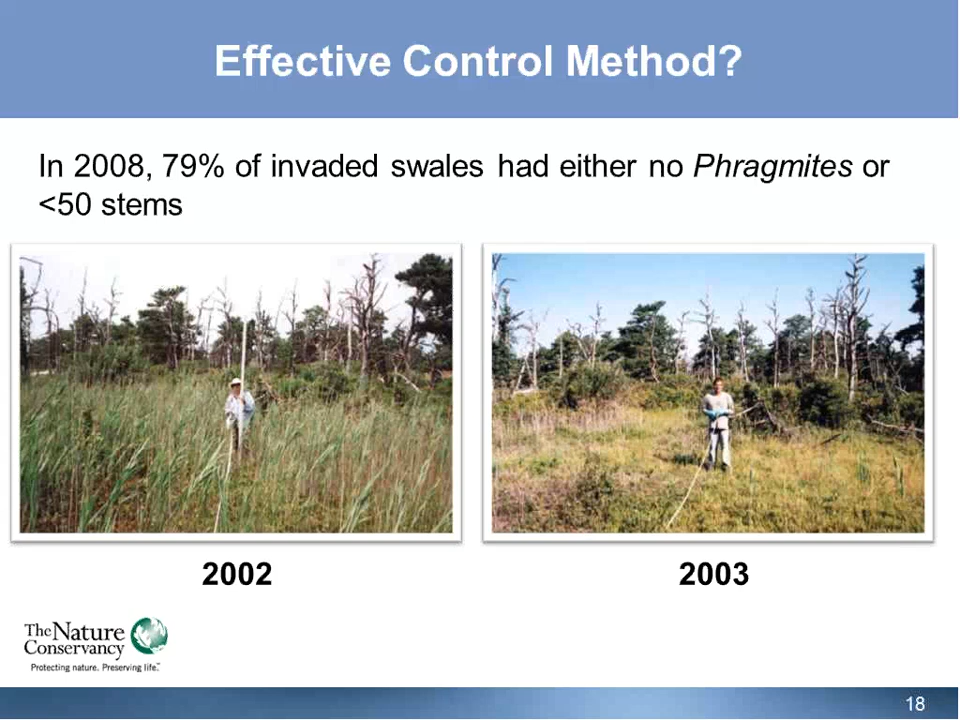 Effective Control Method?
In 2008, 79% of invaded swales had either no Phragmites or
<50 stems
2002
2003
The Nature
Conservancy
Protecting nature. Preserving life.™
18